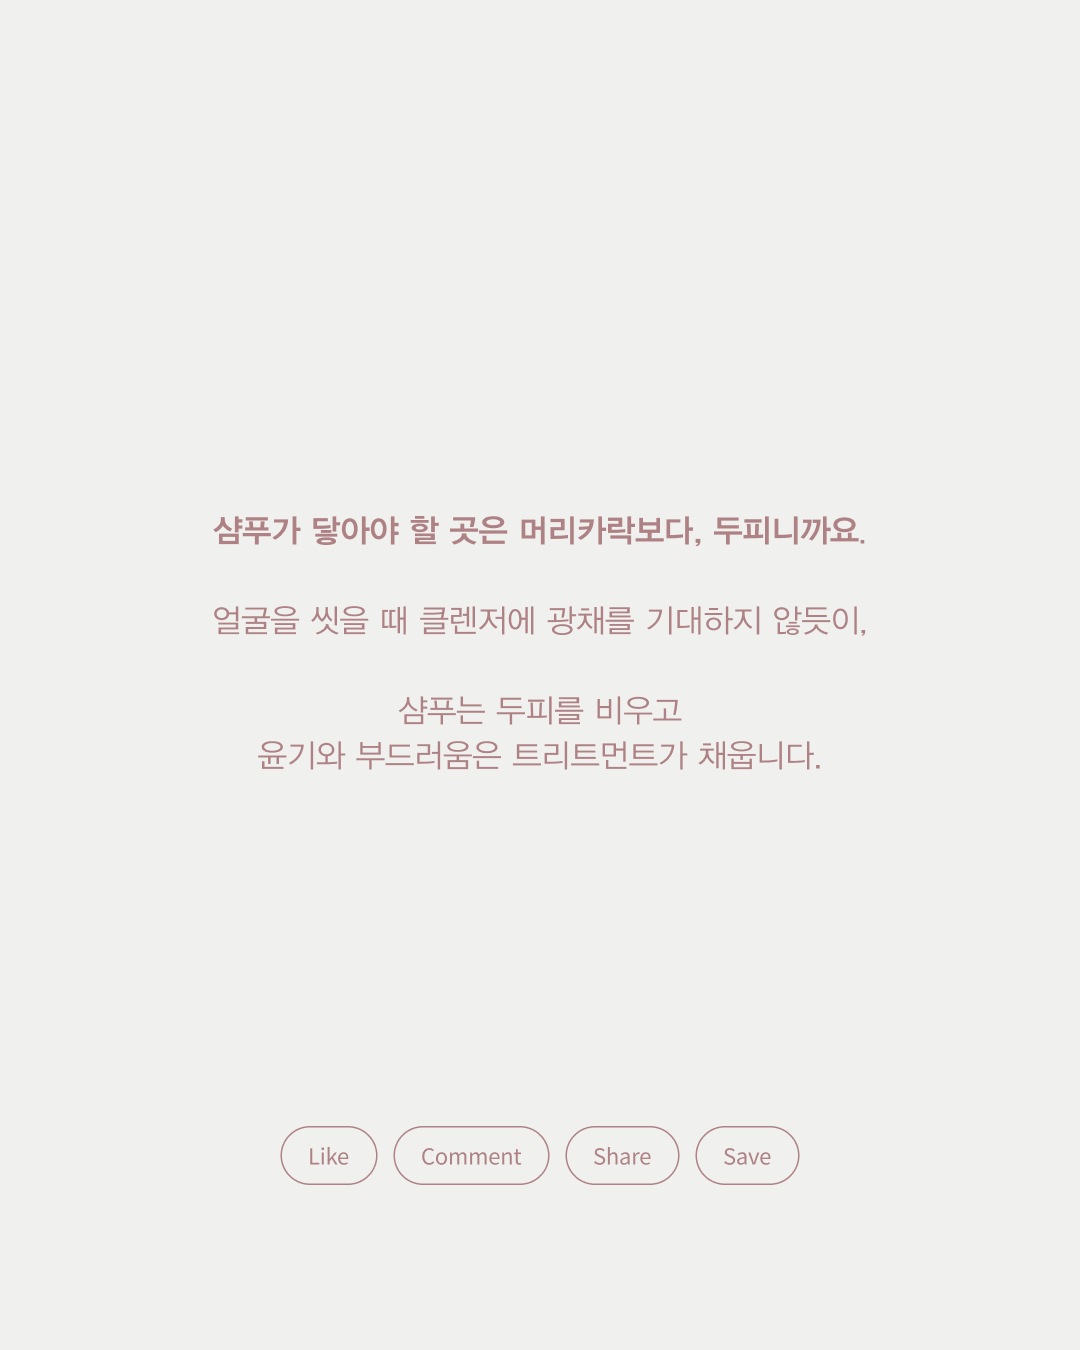 샴푸가 닿아야 할 곳은 머리카락보다, 두피니까요.
얼굴을 씻을 때 클렌저에 광채를 기대하지 않듯이,
샴푸는 두피를 비우고
윤기와 부드러움은 트리트먼트가 채웁니다.
Like Comment Share Save